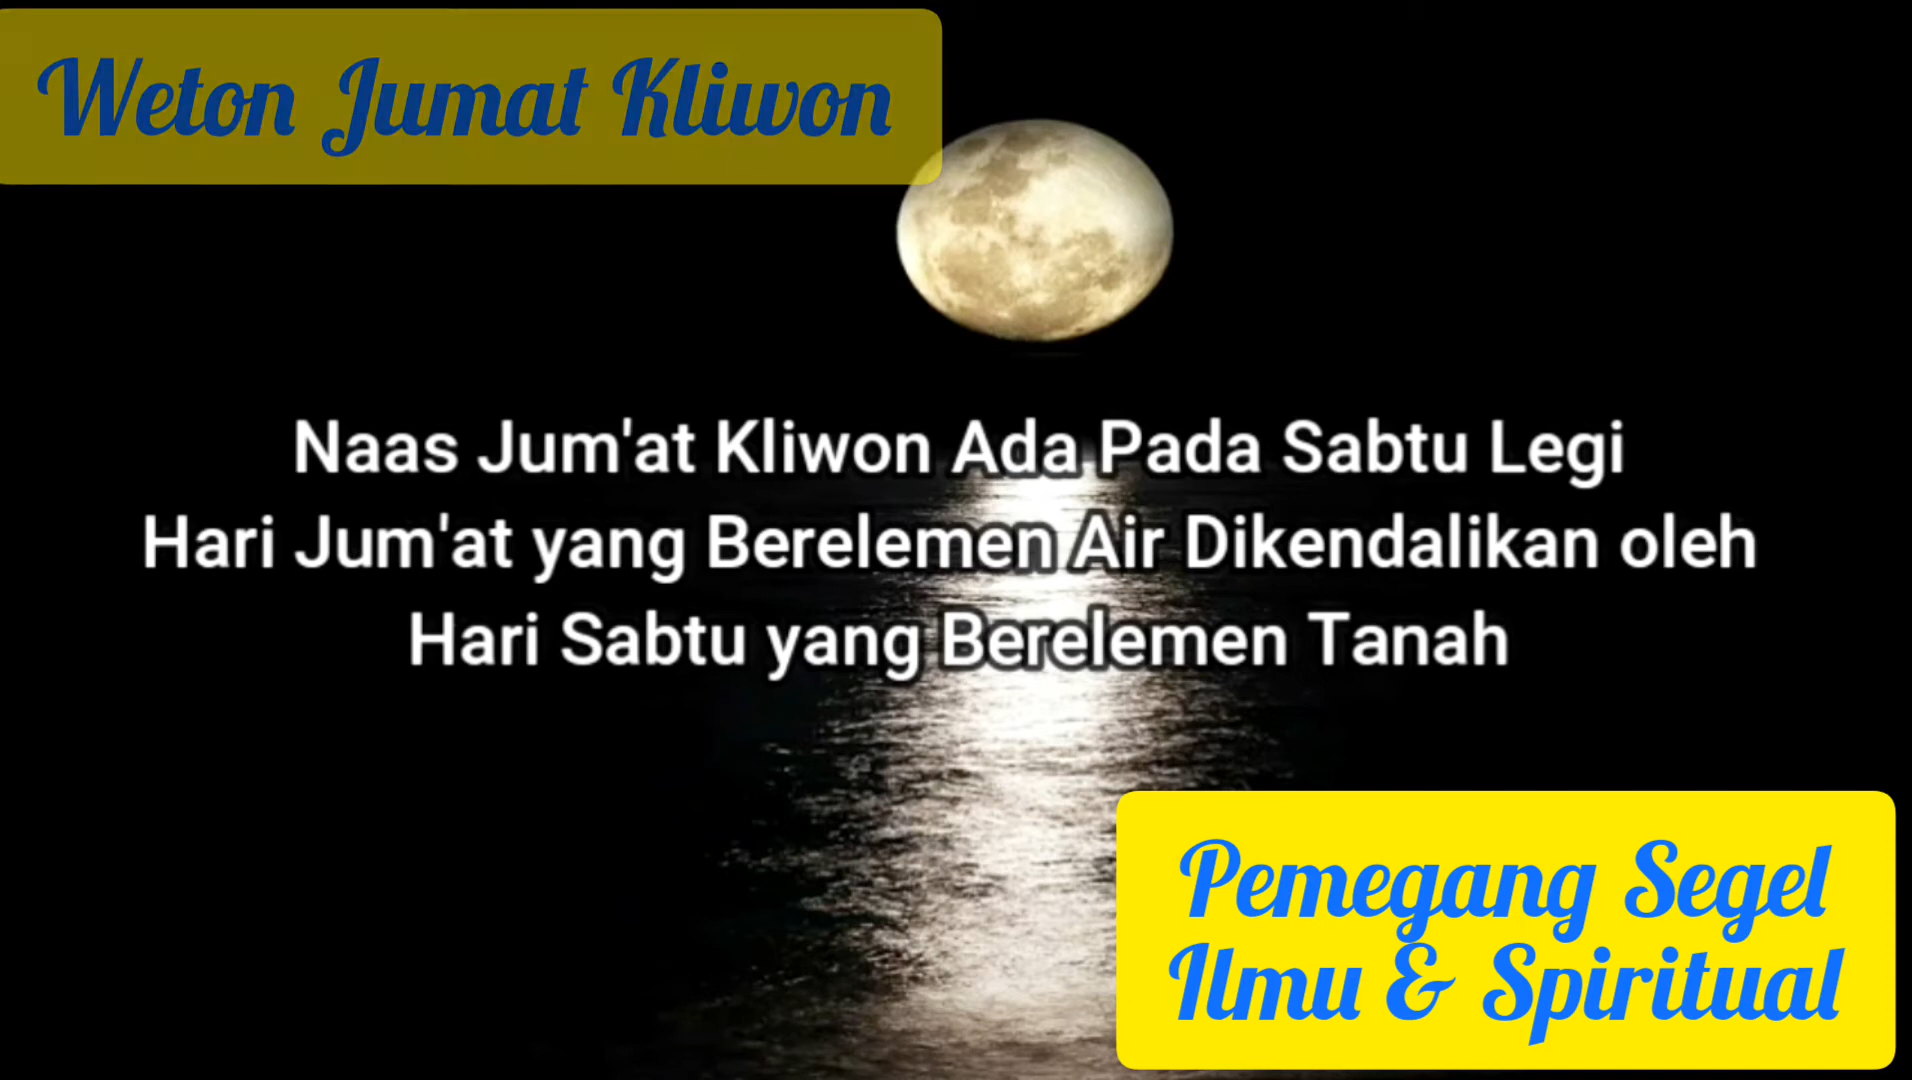 Weton Jumat Kliwon
Naas Jum'at Kliwon Ada Pada Sabtu Legi
Hari Jum'at yang Berelemen Air Dikendalikan oleh
Hari Sabtu yang Berelemen Tanah
Pemegang Segel
Ilmu & Spiritual